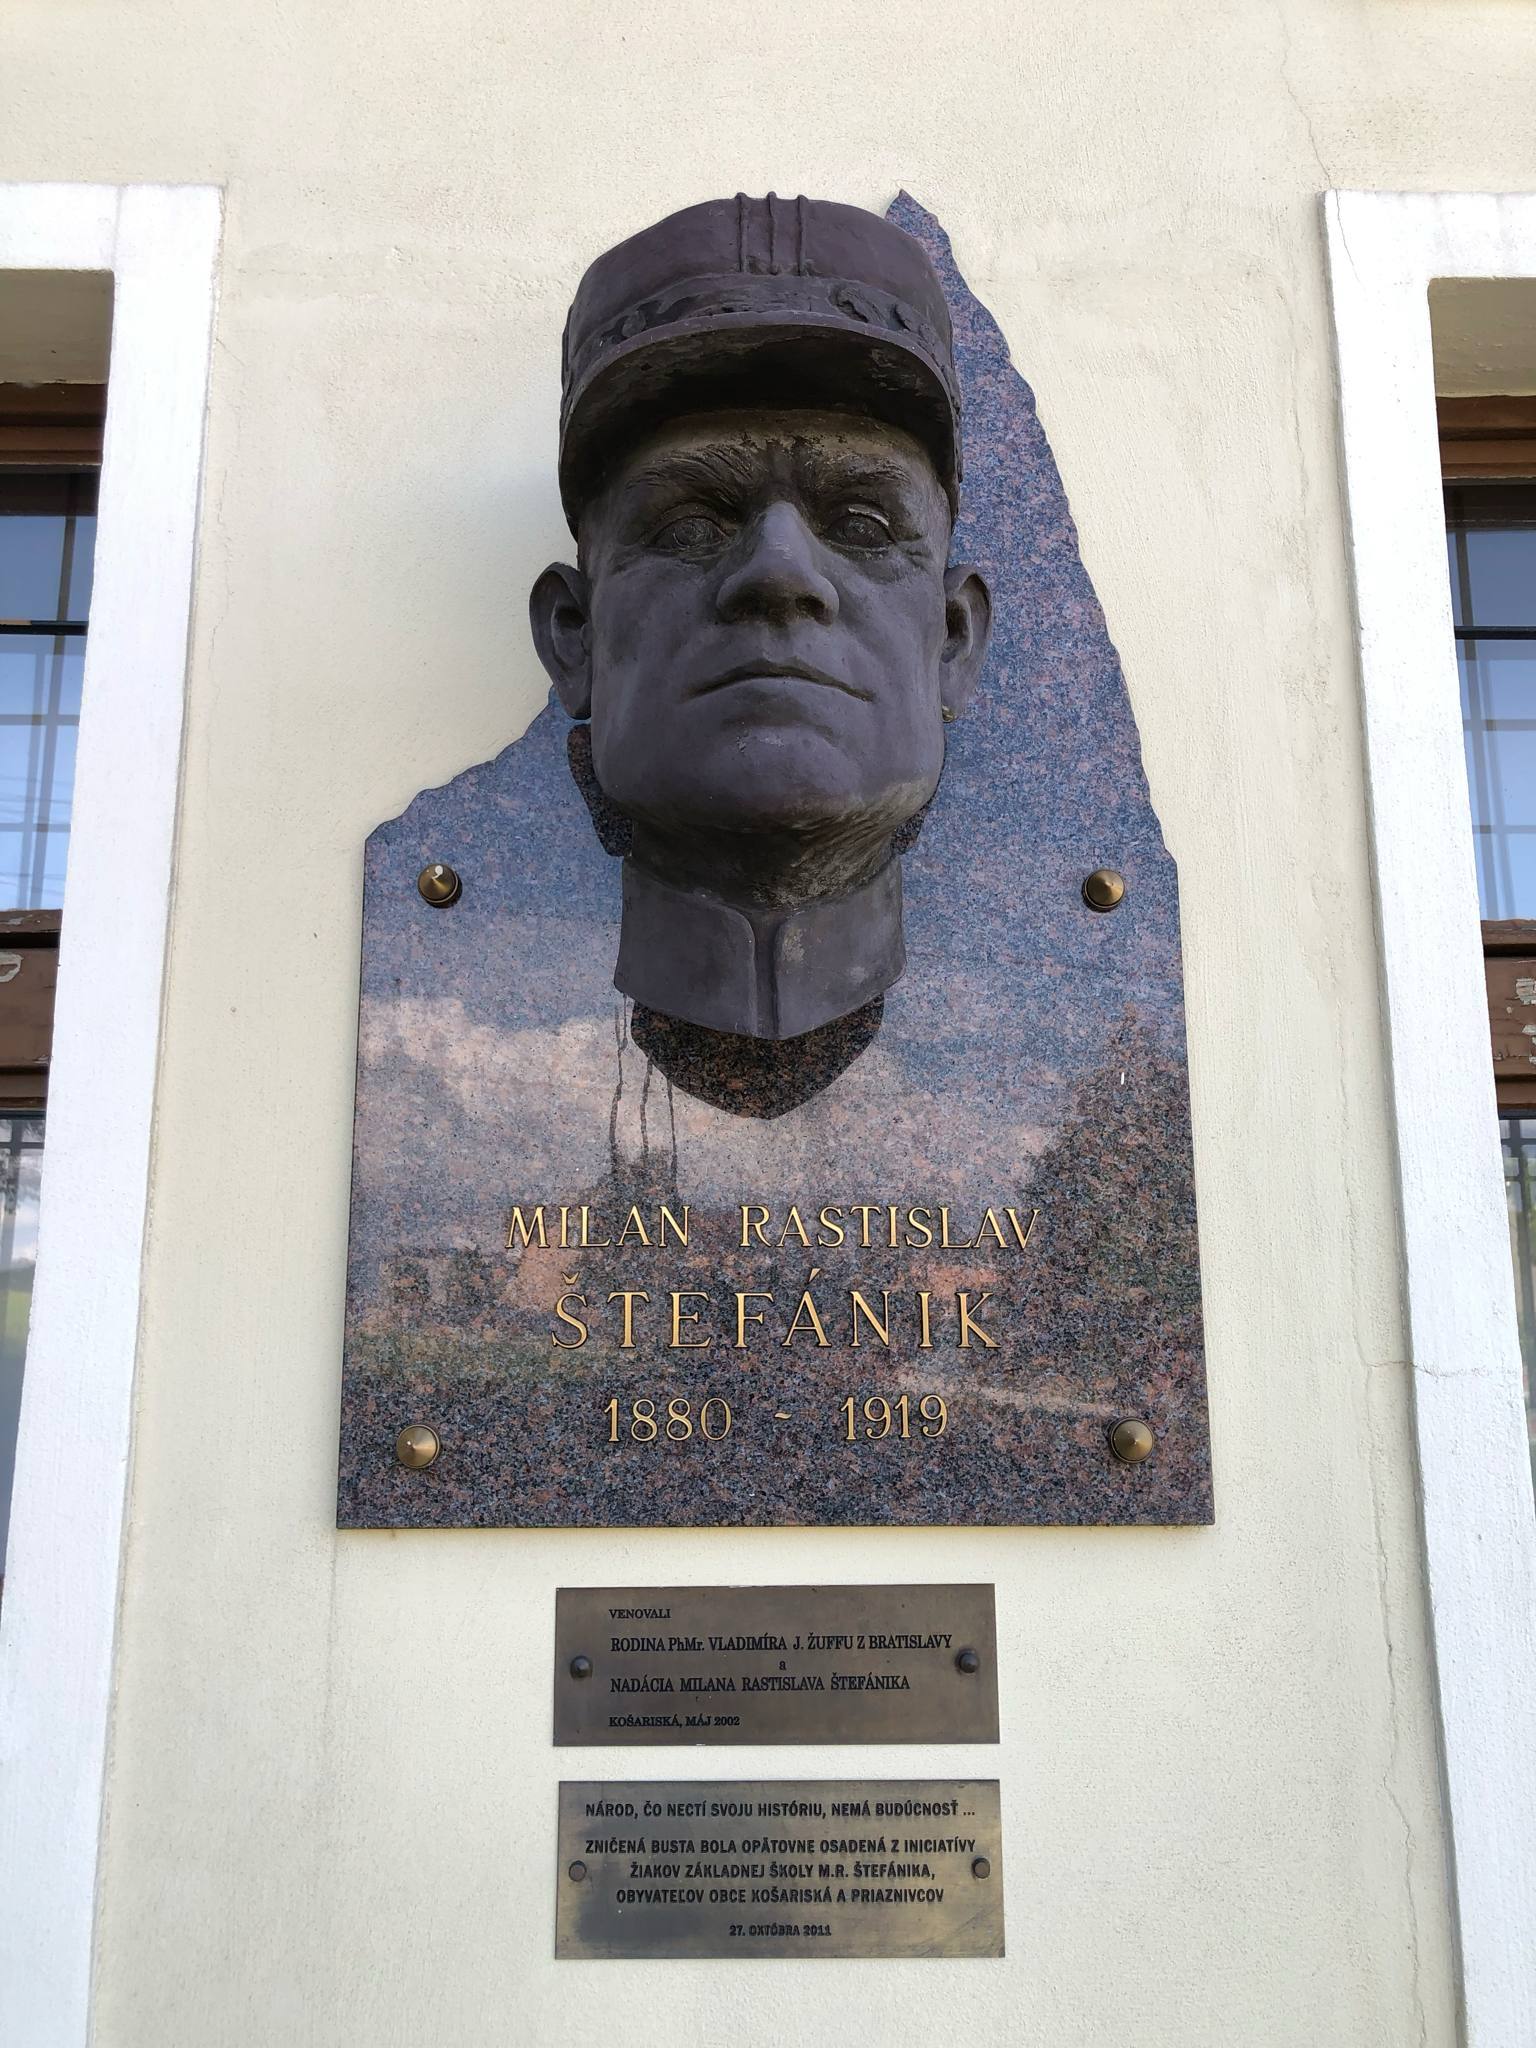 MILAN RASTISLAV
ŠTEFÁNIK
1880 - 1919
VENOVALI
RODINA PhMr. VLADIMÍRA J. ŽUFFU Z BRATISLAVY
a
NADÁCIA MILANA RASTISLAVA ŠTEFÁNIKA
KOŠARISKÁ, MÁJ 2002
NÁROD, ČO NECTÍ SVOJU HISTÓRIU, NEMÁ BUDÚCNOSŤ ...
ZNIČENÁ BUSTA BOLA OPÄTOVNE OSADENÁ Z INICIATÍVY
ŽIAKOV ZÁKLADNEJ ŠKOLY M.R. ŠTEFÁNIKA,
OBYVATEĽOV OBCE KOŠARISKÁ A PRIAZNIVCOV
27. OKTÓBRA 2011